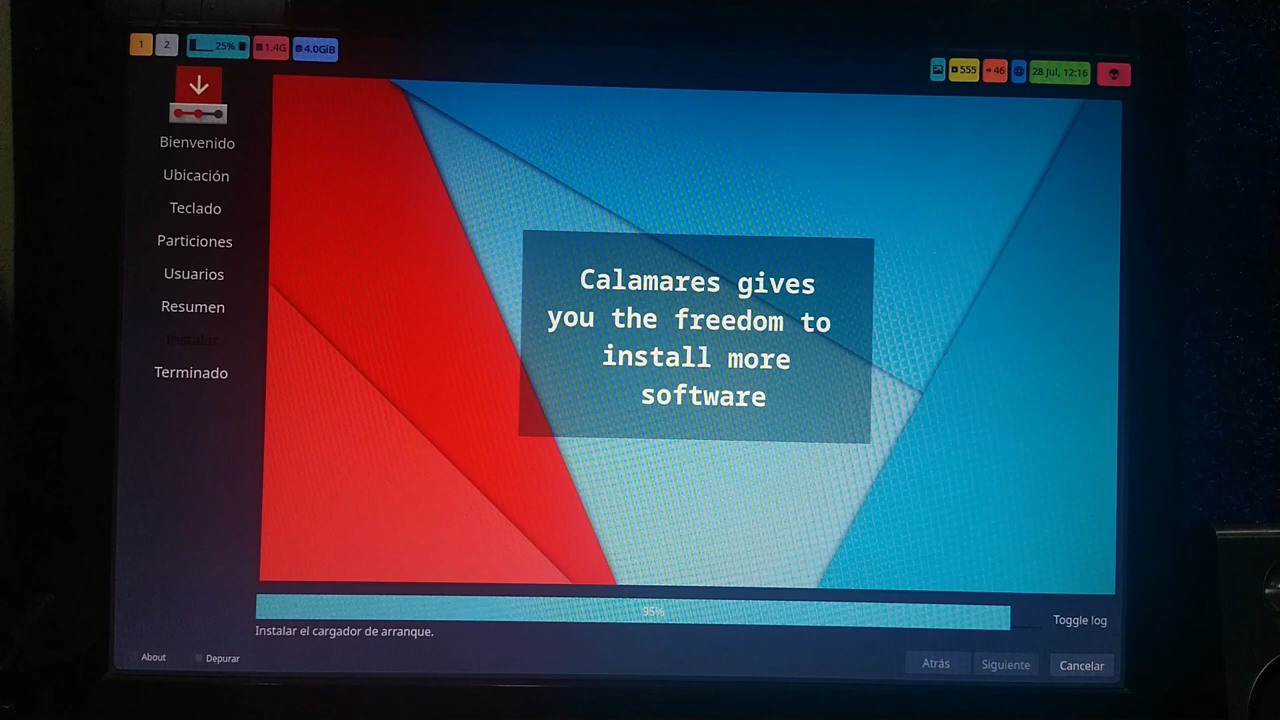 1 2 25% 1.4G 4.0GiB
555 46 28 Jul, 12:16
Bienvenido
Ubicación
Teclado
Particiones
Usuarios
Resumen
Instalar
Terminado
Calamares gives
you the freedom to
install more
software
95%
Toggle log
Instalar el cargador de arranque.
About Depurar
Atrás Siguiente Cancelar